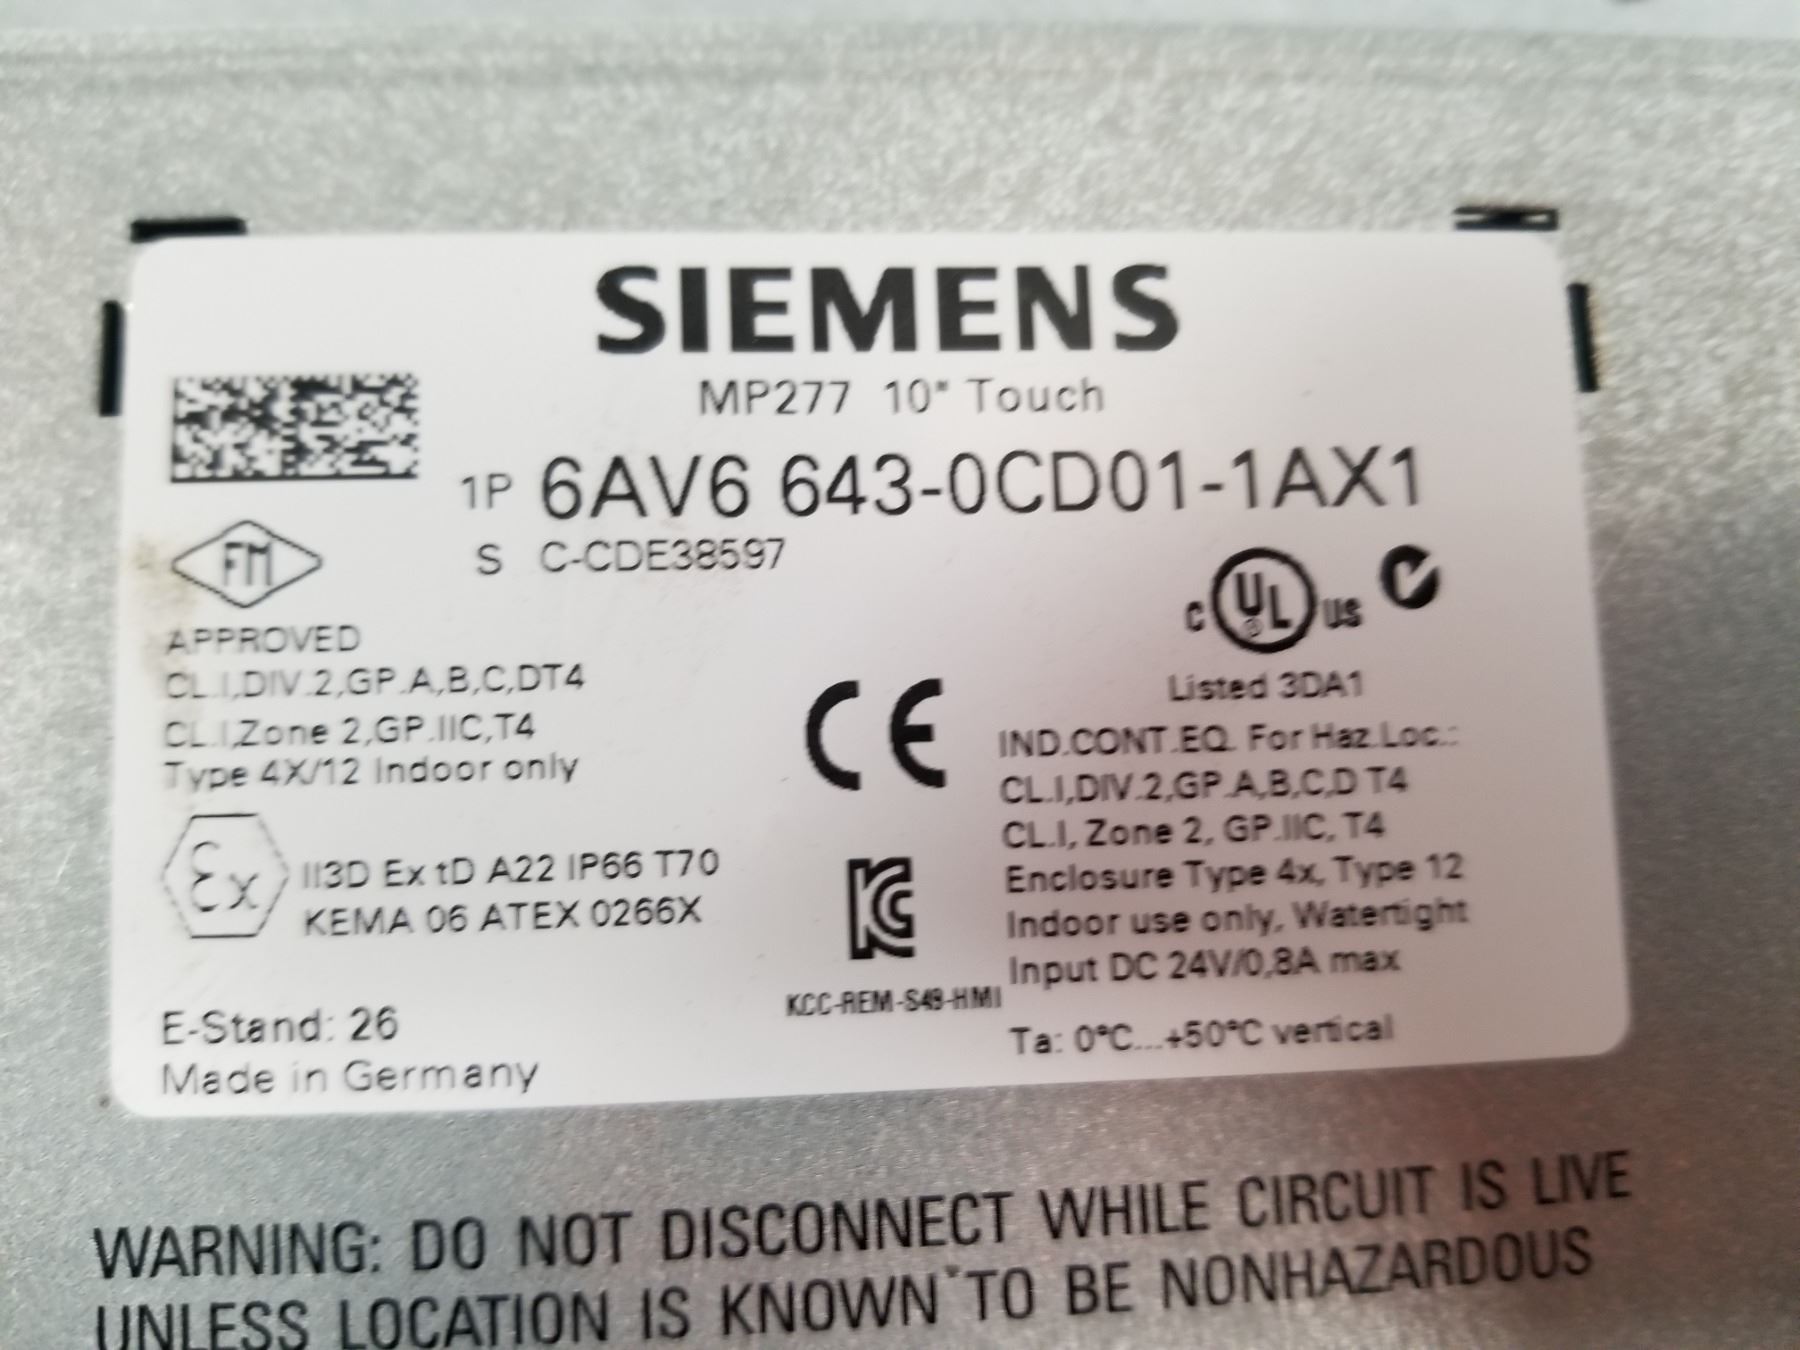 SIEMENS
MP277 10" Touch
1P 6AV6 643-0CD01-1AX1
S C-CDE38597
FM
APPROVED
CL.I,DIV.2,GP.A,B,C,DT4
CL.I,Zone 2,GP.IIC,T4
Type 4X/12 Indoor only
Ex
II3D Ex tD A22 IP66 T70
KEMA 06 ATEX 0266X
E-Stand: 26
Made in Germany
CE
KC
KCC-REM-S49-HMI
C UL US
Listed 3DA1
IND.CONT.EQ. For Haz.Loc.:
CL.I,DIV.2,GP.A,B,C,D T4
CL.I, Zone 2, GP.IIC, T4
Enclosure Type 4x, Type 12
Indoor use only, Watertight
Input DC 24V/0,8A max
Ta: 0°C...+50°C vertical
WARNING: DO NOT DISCONNECT WHILE CIRCUIT IS LIVE
UNLESS LOCATION IS KNOWN TO BE NONHAZARDOUS